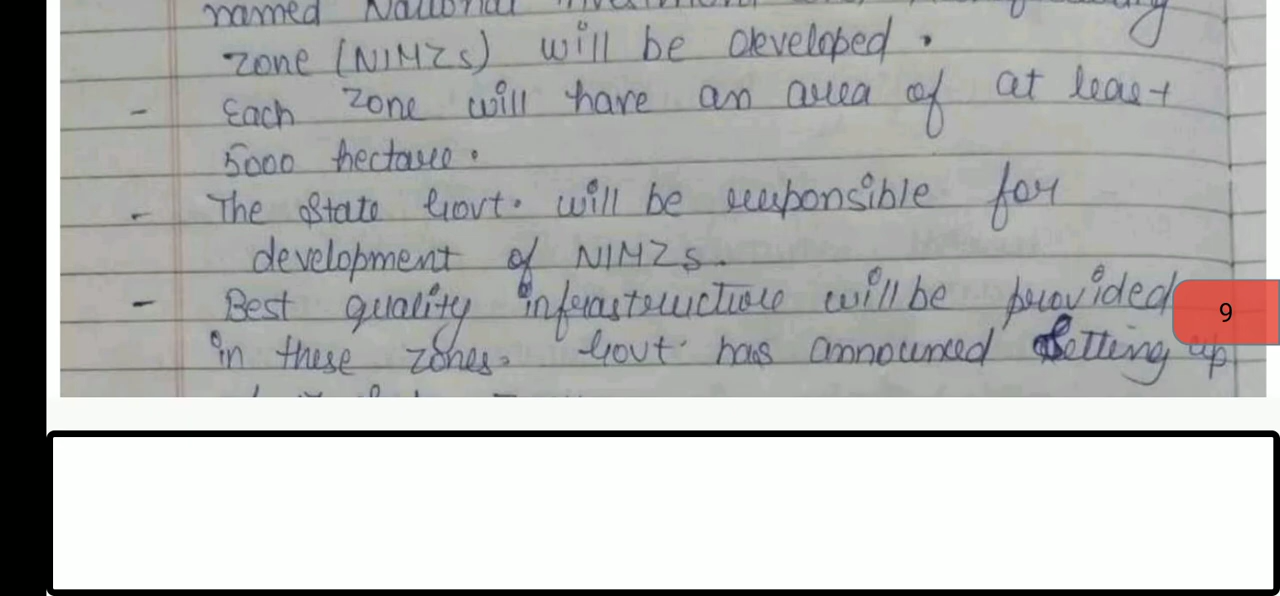 named National
zone (NIMZs) will be developed .
- Each zone will have an area of at least
5000 hectare.
- The State Govt. will be responsible for
development of NIMZs.
- Best quality infrastructure will be provided
9
in these zones. Govt. has announced Setting up